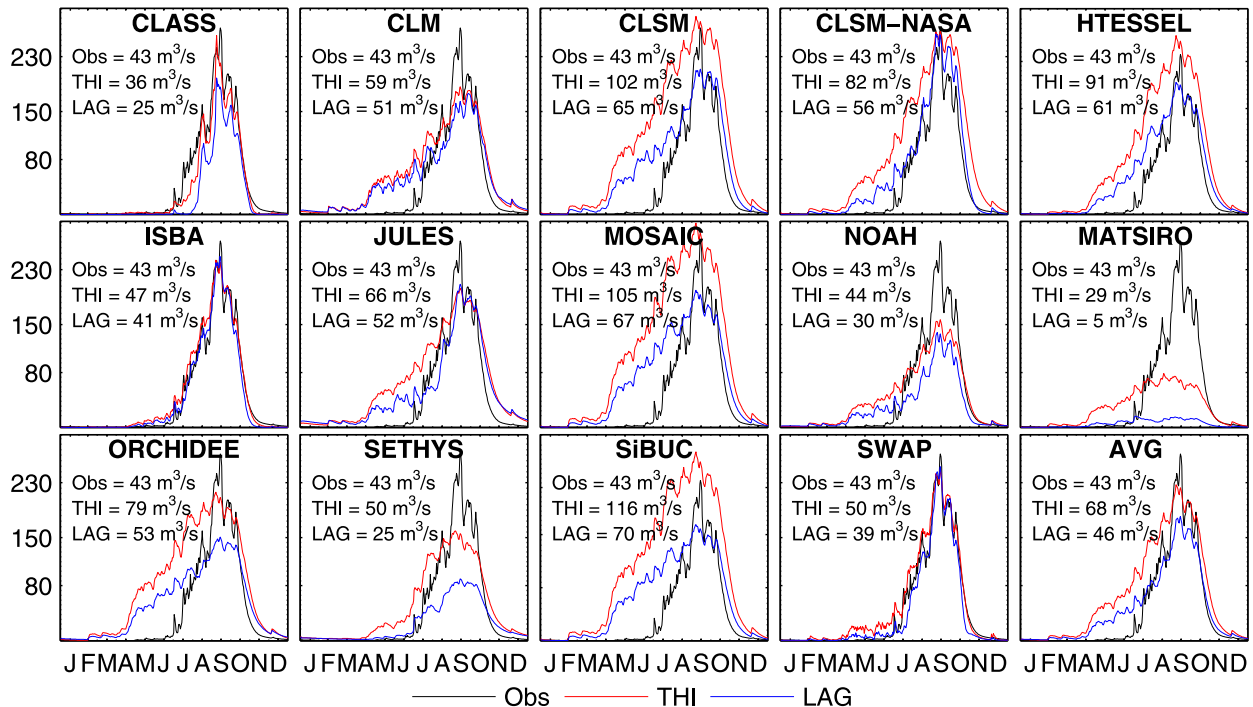 CLASS
Obs = 43 m³/s
THI = 36 m³/s
LAG = 25 m³/s
CLM
Obs = 43 m³/s
THI = 59 m³/s
LAG = 51 m³/s
CLSM
Obs = 43 m³/s
THI = 102 m³/s
LAG = 65 m³/s
CLSM−NASA
Obs = 43 m³/s
THI = 82 m³/s
LAG = 56 m³/s
HTESSEL
Obs = 43 m³/s
THI = 91 m³/s
LAG = 61 m³/s
230
150
80
ISBA
Obs = 43 m³/s
THI = 47 m³/s
LAG = 41 m³/s
JULES
Obs = 43 m³/s
THI = 66 m³/s
LAG = 52 m³/s
MOSAIC
Obs = 43 m³/s
THI = 105 m³/s
LAG = 67 m³/s
NOAH
Obs = 43 m³/s
THI = 44 m³/s
LAG = 30 m³/s
MATSIRO
Obs = 43 m³/s
THI = 29 m³/s
LAG = 5 m³/s
230
150
80
ORCHIDEE
Obs = 43 m³/s
THI = 79 m³/s
LAG = 53 m³/s
SETHYS
Obs = 43 m³/s
THI = 50 m³/s
LAG = 25 m³/s
SiBUC
Obs = 43 m³/s
THI = 116 m³/s
LAG = 70 m³/s
SWAP
Obs = 43 m³/s
THI = 50 m³/s
LAG = 39 m³/s
AVG
Obs = 43 m³/s
THI = 68 m³/s
LAG = 46 m³/s
230
150
80
J FMAMJ J ASOND
J FMAMJ J ASOND
J FMAMJ J ASOND
J FMAMJ J ASOND
J FMAMJ J ASOND
Obs
THI
LAG